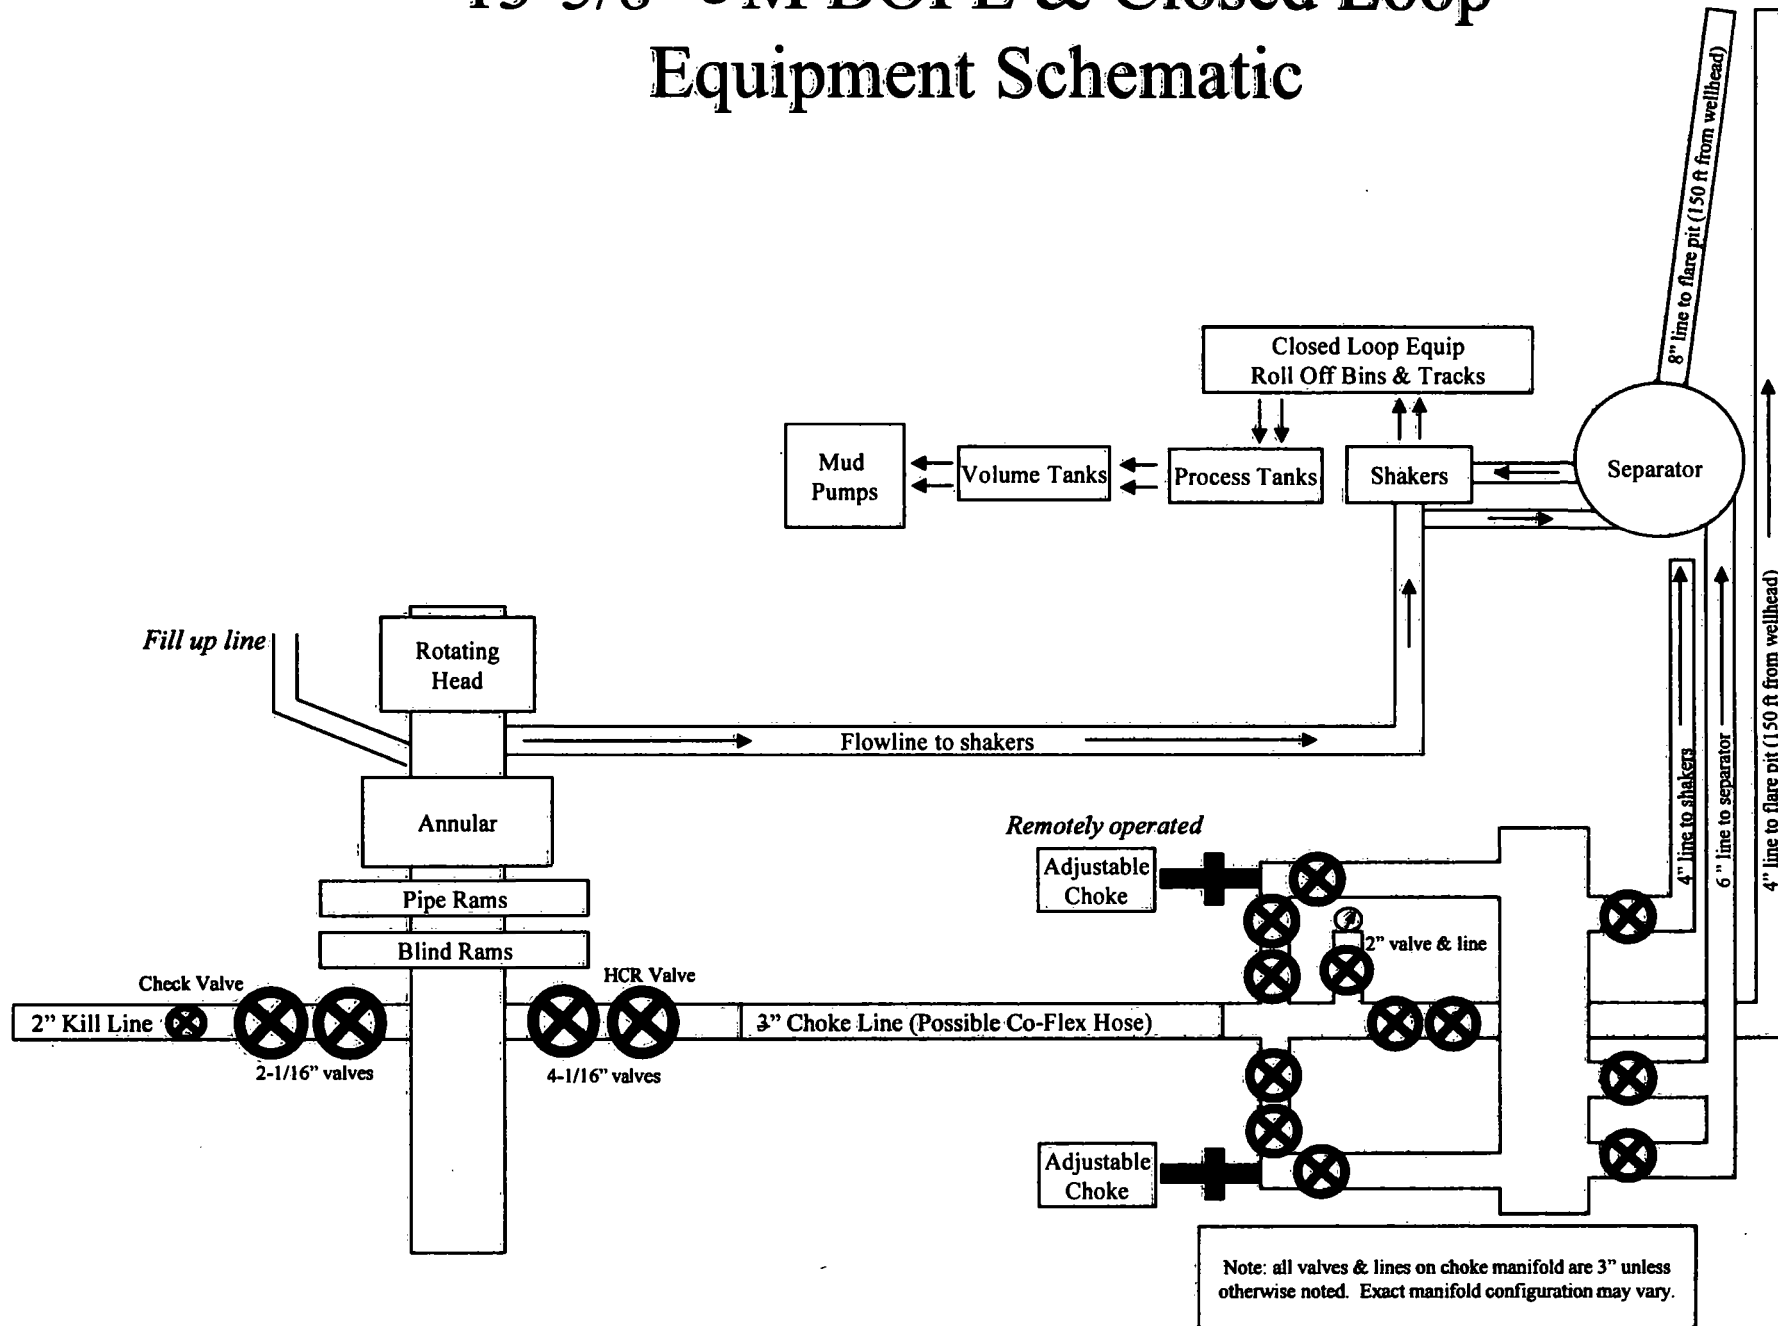 BOPE & Closed Loop
Equipment Schematic
8" line to flare pit (150 ft from wellhead)
Closed Loop Equip
Roll Off Bins & Tracks
Mud
Pumps
Volume Tanks
Process Tanks
Shakers
Separator
Fill up line
Rotating
Head
Flowline to shakers
Annular
Pipe Rams
Blind Rams
Check Valve
HCR Valve
2" Kill Line
3" Choke Line (Possible Co-Flex Hose)
2-1/16" valves
4-1/16" valves
Remotely operated
Adjustable
Choke
2" valve & line
Adjustable
Choke
4" line to shakers
6" line to separator
4" line to flare pit (150 ft from wellhead)
Note: all valves & lines on choke manifold are 3" unless
otherwise noted. Exact manifold configuration may vary.